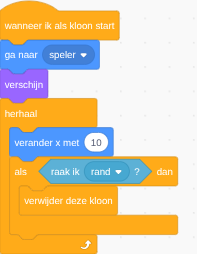 wanneer ik als kloon start
ga naar speler
verschijn
herhaal
verander x met 10
als raak ik rand ? dan
verwijder deze kloon